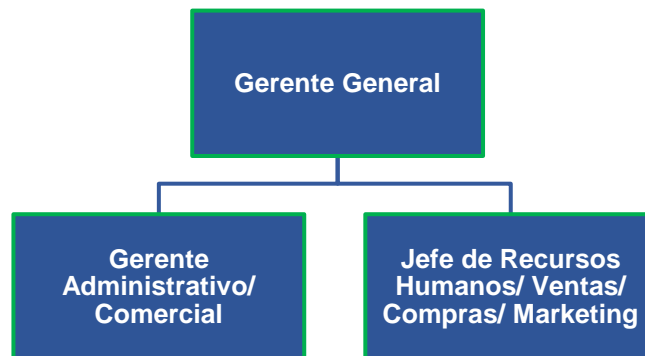 Gerente General
Gerente
Administrativo/
Comercial
Jefe de Recursos
Humanos/ Ventas/
Compras/ Marketing